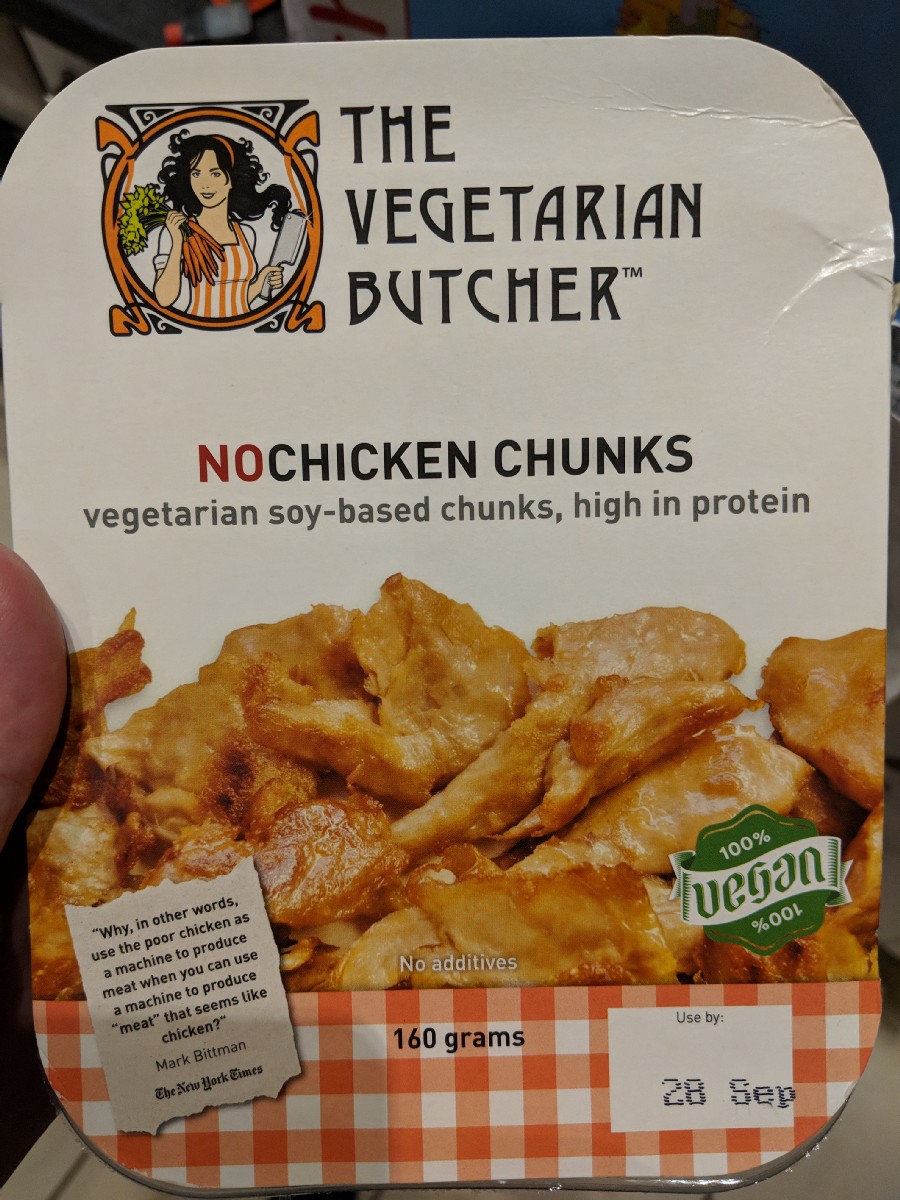 THE
VEGETARIAN
BUTCHER™
NOCHICKEN CHUNKS
vegetarian soy-based chunks, high in protein
100%
vegan
100%
"Why, in other words,
use the poor chicken as
a machine to produce
meat when you can use
a machine to produce
"meat" that seems like
chicken?"
Mark Bittman
The New York Times
No additives
160 grams
Use by:
28 Sep